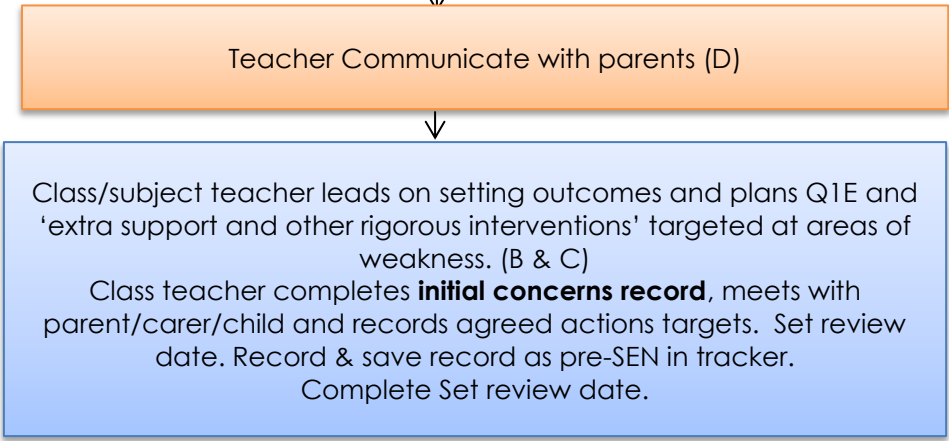 Teacher Communicate with parents (D)
Class/subject teacher leads on setting outcomes and plans Q1E and
‘extra support and other rigorous interventions’ targeted at areas of
weakness. (B & C)
Class teacher completes initial concerns record, meets with
parent/carer/child and records agreed actions targets.  Set review
date. Record & save record as pre-SEN in tracker.
Complete Set review date.